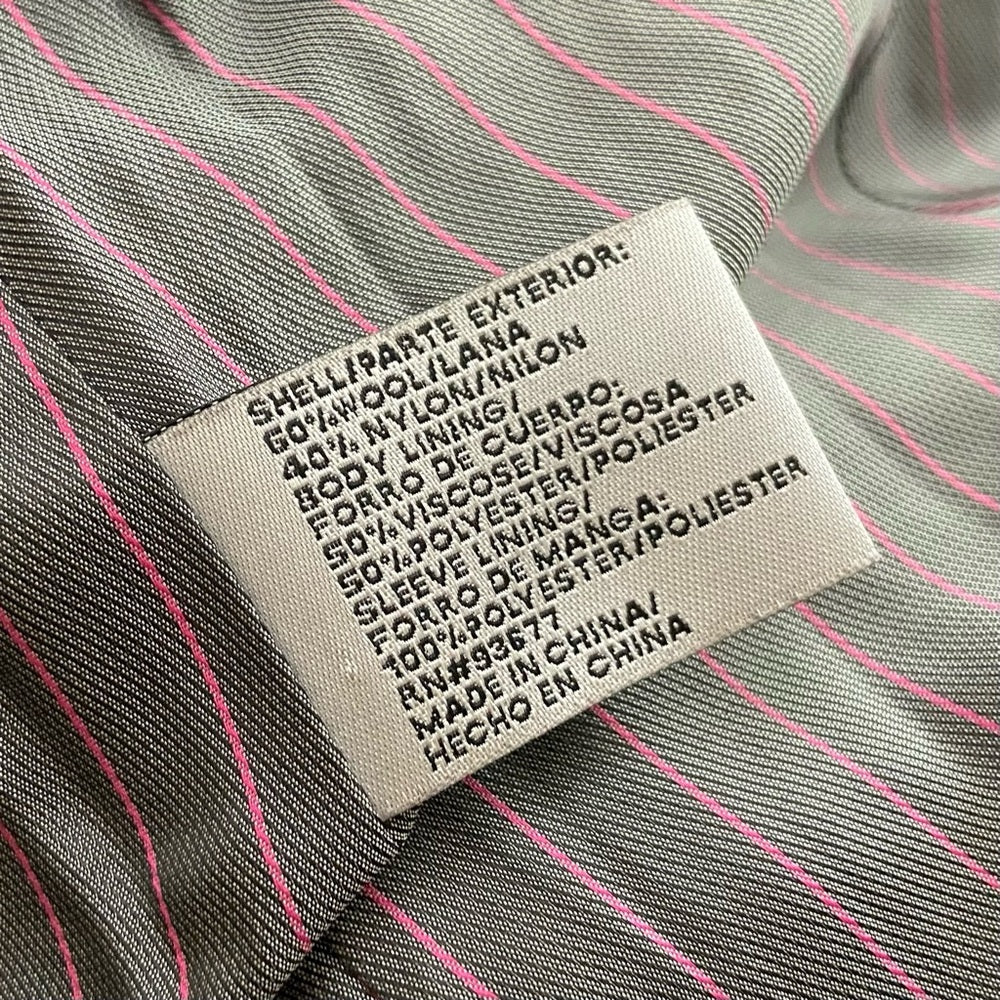 SHELL/PARTE EXTERIOR:
60%WOOL/LANA
40% NYLON/NILON
BODY LINING/
FORRO DE CUERPO:
50%VISCOSE/VISCOSA
50%POLYESTER/POLIESTER
SLEEVE LINING/
FORRO DE MANGA:
100%POLYESTER/POLIESTER
RN#93677
MADE IN CHINA/
HECHO EN CHINA